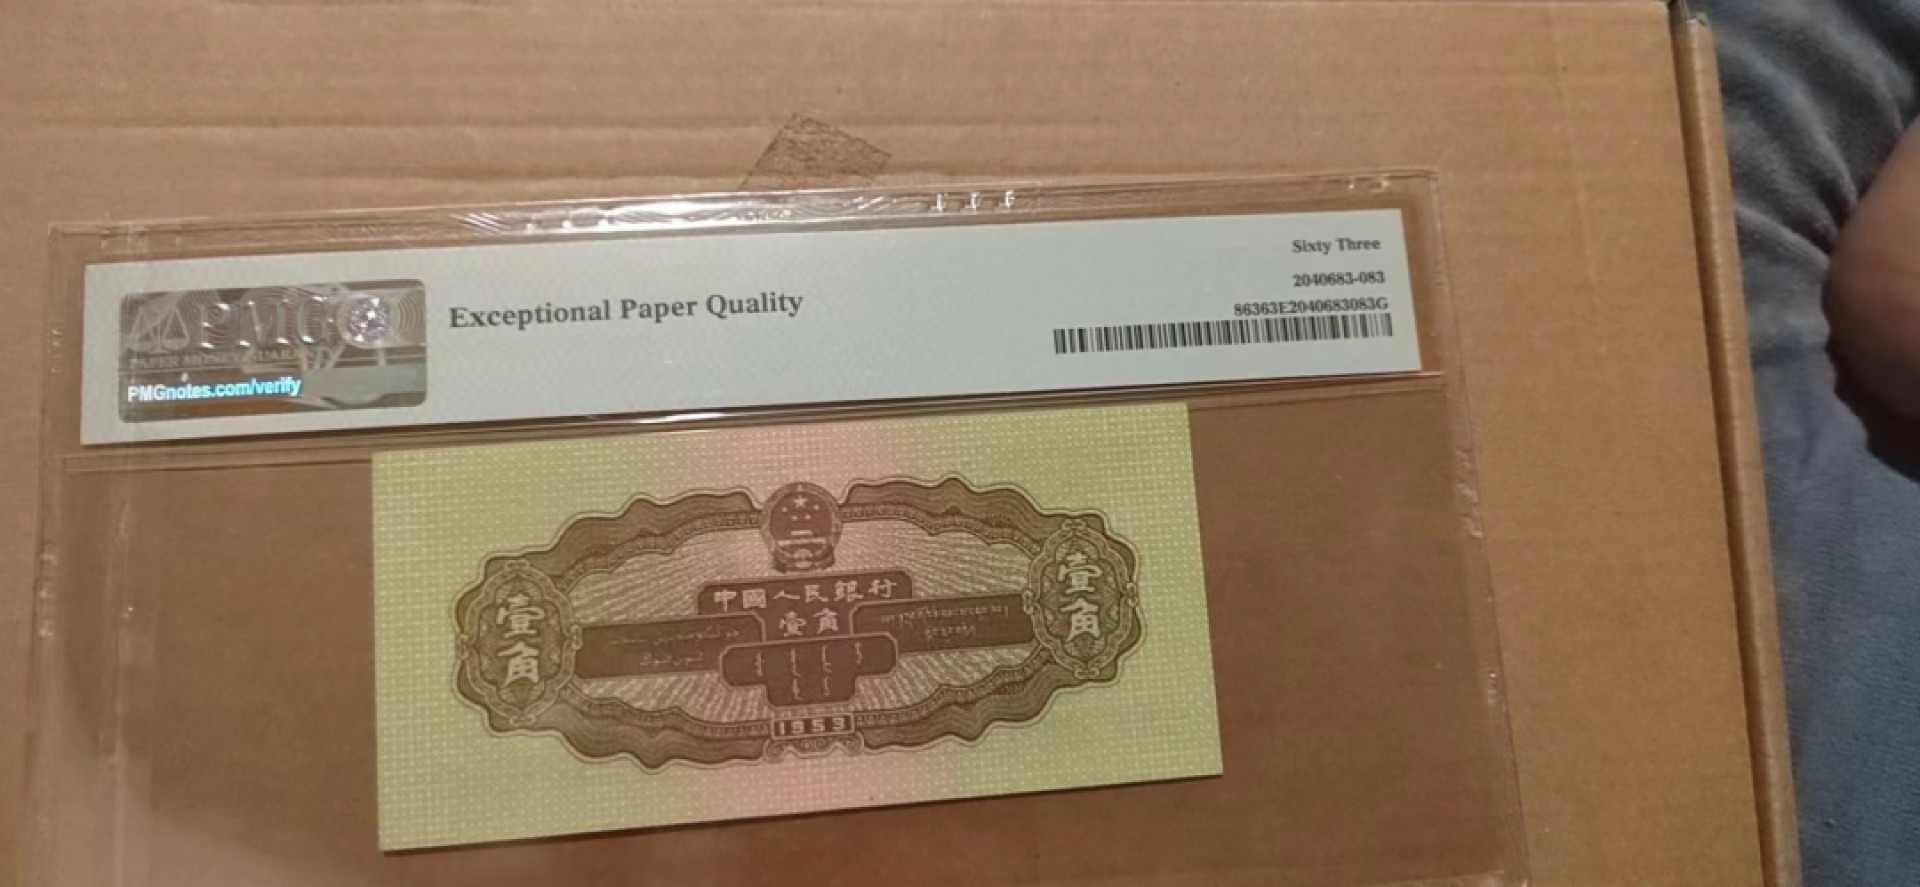 Sixty Three
2040683-083
86363E2040683083G
PMG
PAPER MONEY GUARANTY
PMGnotes.com/verify
Exceptional Paper Quality
中國人民銀行
壹角
壹角
壹角
1953